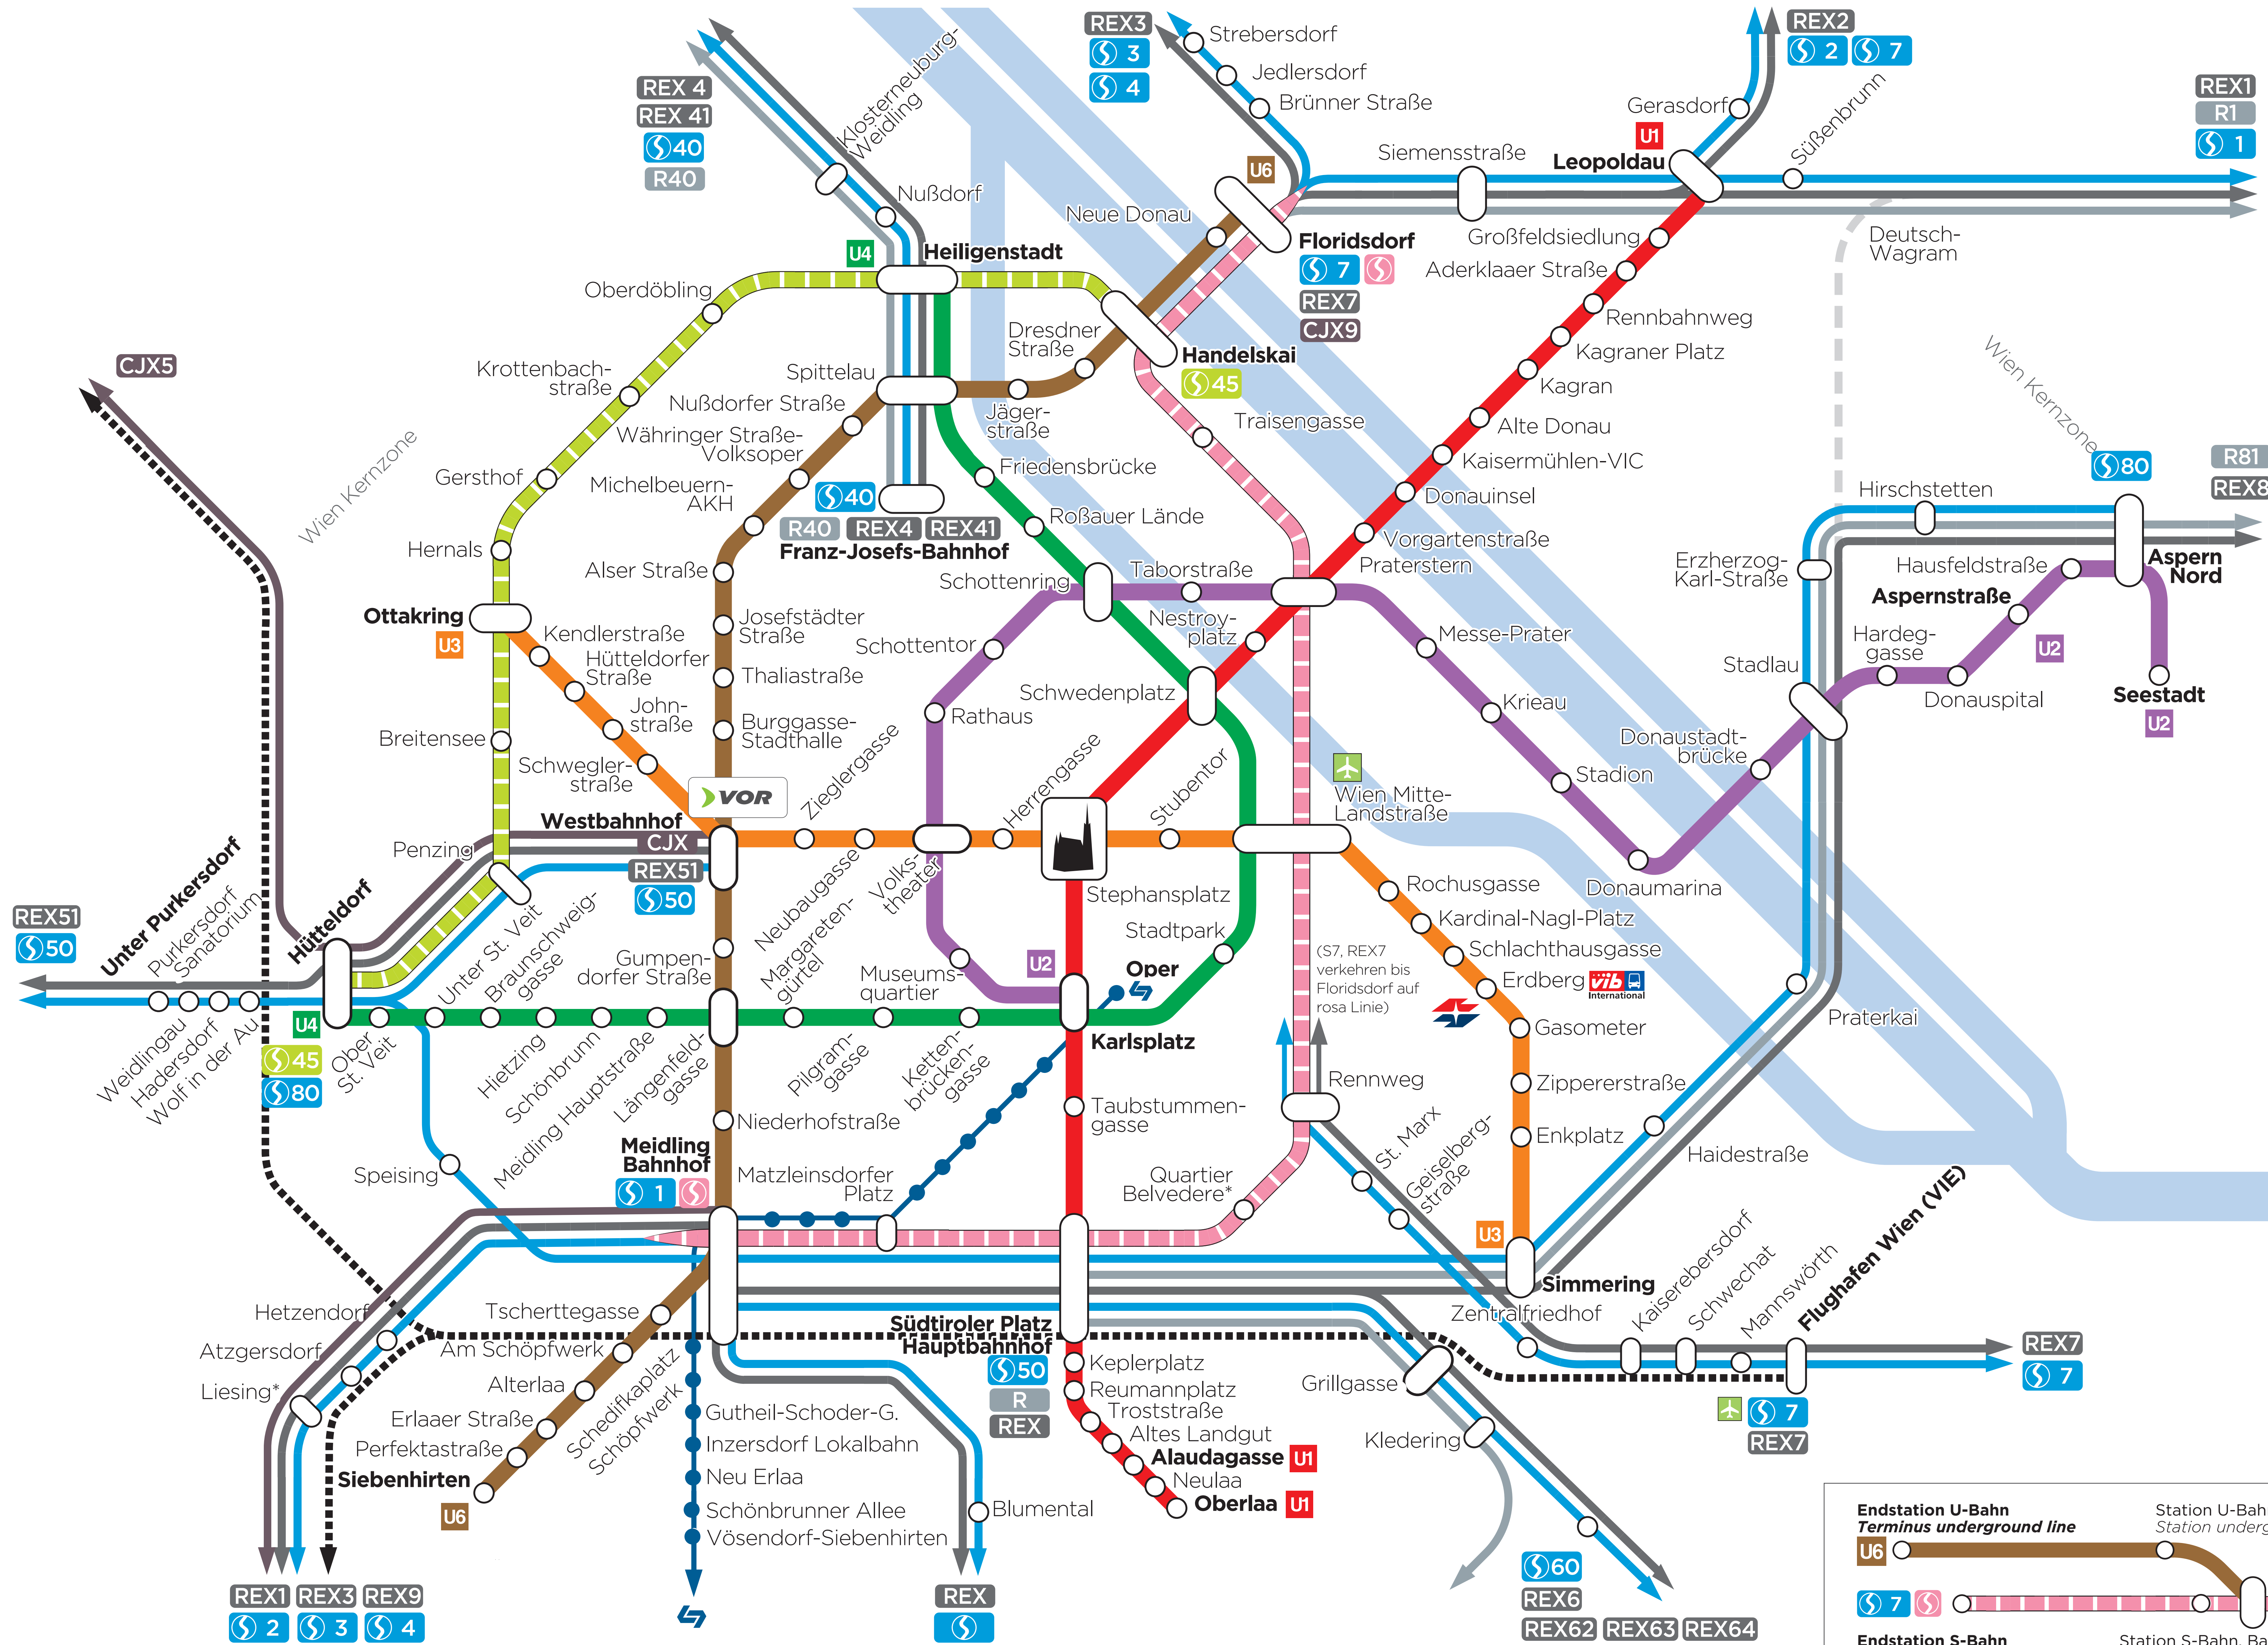 REX3
3
4
Strebersdorf
Jedlersdorf
Brünner Straße
REX2
2
7
Gerasdorf
Süßenbrunn
REX1
R1
1
REX 4
REX 41
40
R40
Klosterneuburg-
Weidling
Nußdorf
U6
Siemensstraße
U1
Leopoldau
Neue Donau
Floridsdorf
7
REX7
CJX9
Großfeldsiedlung
Aderklaaer Straße
Rennbahnweg
Kagraner Platz
Kagran
Alte Donau
Kaisermühlen-VIC
Donauinsel
Vorgartenstraße
Praterstern
Deutsch-
Wagram
Wien Kernzone
U4
Heiligenstadt
Oberdöbling
Krottenbach-
straße
Gersthof
Hernals
Ottakring
U3
Breitensee
Penzing
Dresdner
Straße
Handelskai
45
Traisengasse
Spittelau
Jäger-
straße
Nußdorfer Straße
Währinger Straße-
Volksoper
Michelbeuern-
AKH
Alser Straße
Josefstädter
Straße
Thaliastraße
Burggasse-
Stadthalle
40
R40
REX4
REX41
Franz-Josefs-Bahnhof
Friedensbrücke
Roßauer Lände
Schottenring
Taborstraße
Nestroy-
platz
Schottentor
Rathaus
Schwedenplatz
CJX5
Wien Kernzone
Kendlerstraße
Hütteldorfer
Straße
John-
straße
Schwegler-
straße
VOR
Westbahnhof
CJX
REX51
50
Zieglergasse
Neubaugasse
Volks-
theater
Herrengasse
Stephansplatz
Stubentor
Stadtpark
Wien Mitte-
Landstraße
Messe-Prater
Krieau
Stadion
Donaumarina
Donaustadt-
brücke
Stadlau
Hardeg-
gasse
Donauspital
Aspernstraße
U2
Hausfeldstraße
Aspern
Nord
Seestadt
U2
80
R81
REX8
Hirschstetten
Erzherzog-
Karl-Straße
Praterkai
Haidestraße
Rochusgasse
Kardinal-Nagl-Platz
Schlachthausgasse
Erdberg
vib
International
Gasometer
Zippererstraße
Enkplatz
U3
Simmering
(S7, REX7
verkehren bis
Floridsdorf auf
rosa Linie)
Rennweg
St. Marx
Geiselberg-
straße
Zentralfriedhof
Kaiserebersdorf
Schwechat
Mannswörth
Flughafen Wien (VIE)
7
REX7
REX7
7
REX51
50
Unter Purkersdorf
Purkersdorf
Sanatorium
Weidlingau
Hadersdorf
Wolf in der Au
Hütteldorf
U4
45
80
Ober
St. Veit
Unter St. Veit
Braunschweig-
gasse
Hietzing
Schönbrunn
Meidling Hauptstraße
Längenfeld-
gasse
Gumpen-
dorfer Straße
Margareten-
gürtel
Pilgram-
gasse
Ketten-
brücken-
gasse
Museums-
quartier
U2
Oper
Karlsplatz
Taubstummen-
gasse
Niederhofstraße
Meidling
Bahnhof
1
Matzleinsdorfer
Platz
Quartier
Belvedere*
Speising
Hetzendorf
Atzgersdorf
Liesing*
Tscherttegasse
Am Schöpfwerk
Alterlaa
Erlaaer Straße
Perfektastraße
Siebenhirten
U6
Schedifkaplatz
Schöpfwerk
Gutheil-Schoder-G.
Inzersdorf Lokalbahn
Neu Erlaa
Schönbrunner Allee
Vösendorf-Siebenhirten
Südtiroler Platz
Hauptbahnhof
50
R
REX
Keplerplatz
Reumannplatz
Troststraße
Altes Landgut
Alaudagasse
U1
Neulaa
Oberlaa
U1
Blumental
Grillgasse
Kledering
REX1
REX3
REX9
2
3
4
REX
60
REX6
REX62
REX63
REX64
Endstation U-Bahn
Terminus underground line
Station U-Bah
Station underg
U6
7
Endstation S-Bahn
Station S-Bahn, Ba